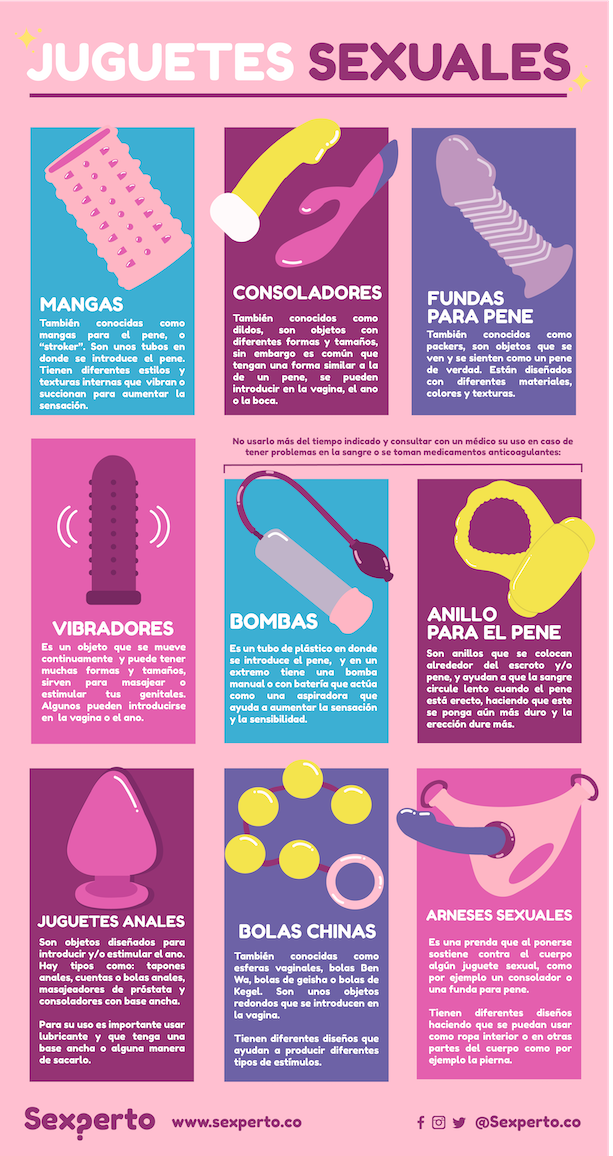 JUGUETES SEXUALES
MANGAS
También conocidas como
mangas para el pene, o
“stroker”. Son unos tubos en
donde se introduce el pene.
Tienen diferentes estilos y
texturas internas que vibran o
succionan para aumentar la
sensación.
CONSOLADORES
También conocidos como
dildos, son objetos con
diferentes formas y tamaños,
sin embargo es común que
tengan una forma similar a la
de un pene, se pueden
introducir en la vagina, el ano
o la boca.
FUNDAS
PARA PENE
También conocidos como
packers, son objetos que se
ven y se sienten como un pene
de verdad. Están diseñados
con diferentes materiales,
colores y texturas.
No usarlo más del tiempo indicado y consultar con un médico su uso en caso de
tener problemas en la sangre o se toman medicamentos anticoagulantes:
VIBRADORES
Es un objeto que se mueve
continuamente y puede tener
muchas formas y tamaños,
sirven para masajear o
estimular tus genitales.
Algunos pueden introducirse
en la vagina o el ano.
BOMBAS
Es un tubo de plástico en donde
se introduce el pene, y en un
extremo tiene una bomba
manual o con batería que actúa
como una aspiradora que
ayuda a aumentar la sensación
y la sensibilidad.
ANILLO
PARA EL PENE
Son anillos que se colocan
alrededor del escroto y/o
pene, y ayudan a que la sangre
circule lento cuando el pene
está erecto, haciendo que este
se ponga aún más duro y la
erección dure más.
JUGUETES ANALES
Son objetos diseñados para
introducir y/o estimular el ano.
Hay tipos como: tapones
anales, cuentas o bolas anales,
masajeadores de próstata y
consoladores con base ancha.
Para su uso es importante usar
lubricante y que tenga una
base ancha o alguna manera
de sacarlo.
BOLAS CHINAS
También conocidas como
esferas vaginales, bolas Ben
Wa, bolas de geisha o bolas de
Kegel. Son unos objetos
redondos que se introducen en
la vagina.
Tienen diferentes diseños que
ayudan a producir diferentes
tipos de estímulos.
ARNESES SEXUALES
Es una prenda que al ponerse
sostiene contra el cuerpo
algún juguete sexual, como
por ejemplo un consolador o
una funda para pene.
Tienen diferentes diseños
haciendo que se puedan usar
como ropa interior o en otras
partes del cuerpo como por
ejemplo la pierna.
Sexperto
www.sexperto.co
@Sexperto.co